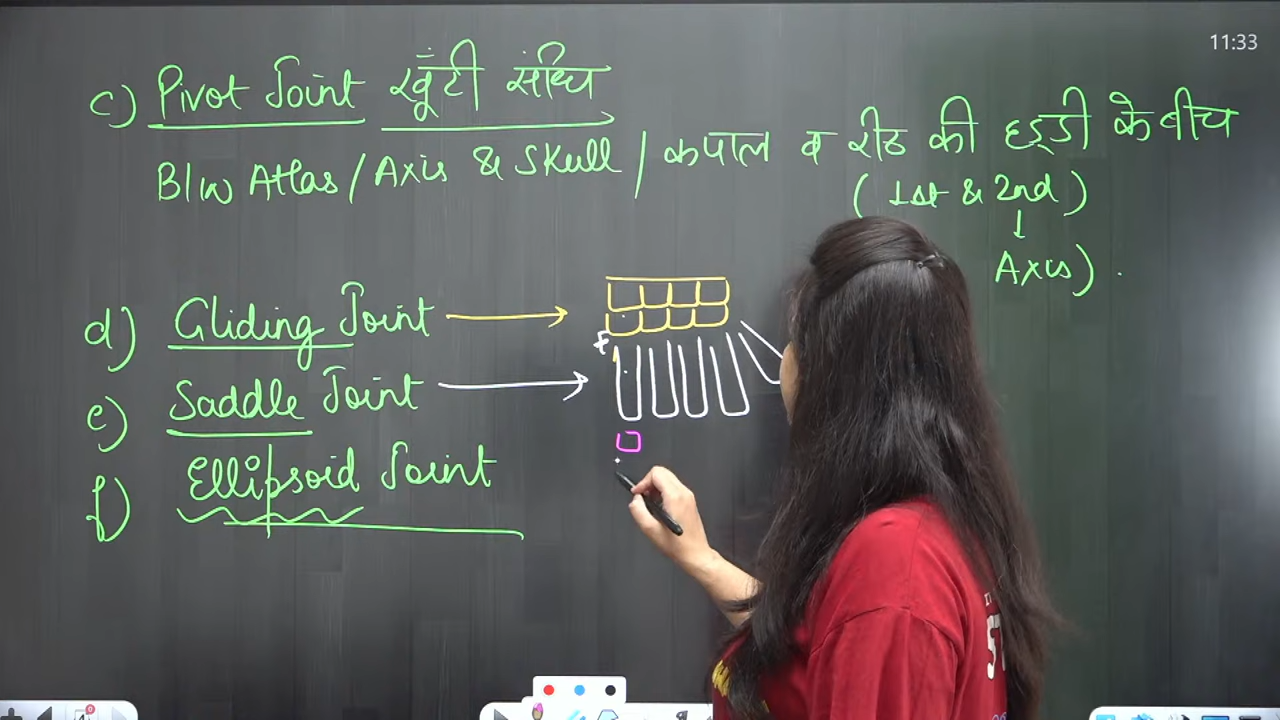 11:33
c) Pivot Joint खूँटी संधि
B/w Atlas/Axis & Skull / कपाल व रीढ की हड्डी के बीच
(1st & 2nd)
↓
Axis).
d) Gliding Joint →
e) Saddle Joint →
f) Ellipsoid Joint